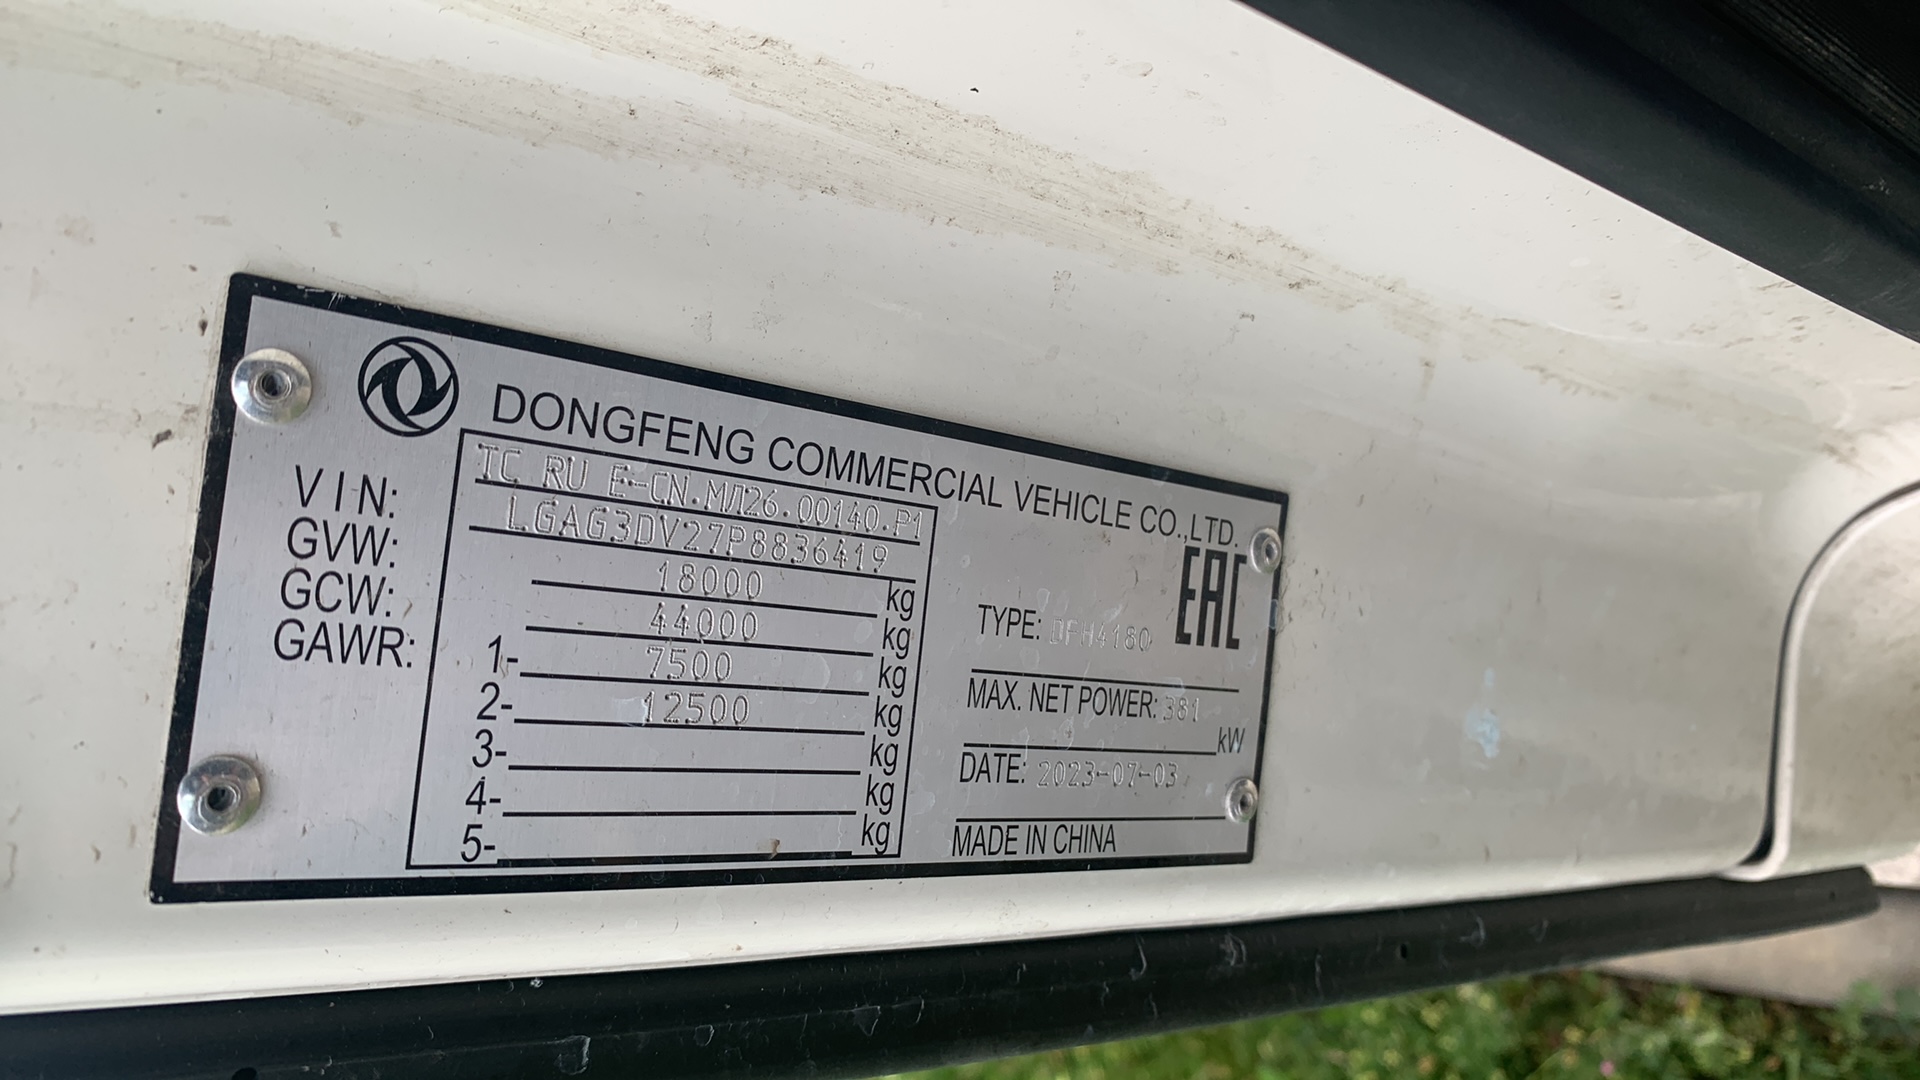 DONGFENG COMMERCIAL VEHICLE CO.,LTD.
TC RU E-CN.МЛ26.00140.P1
VIN: LGAG3DV27P8836419
GVW: 18000 kg
GCW: 44000 kg
GAWR: 1- 7500 kg
2- 12500 kg
3- kg
4- kg
5- kg
EAC
TYPE: DFH4180
MAX. NET POWER: 381 kW
DATE: 2023-07-03
MADE IN CHINA